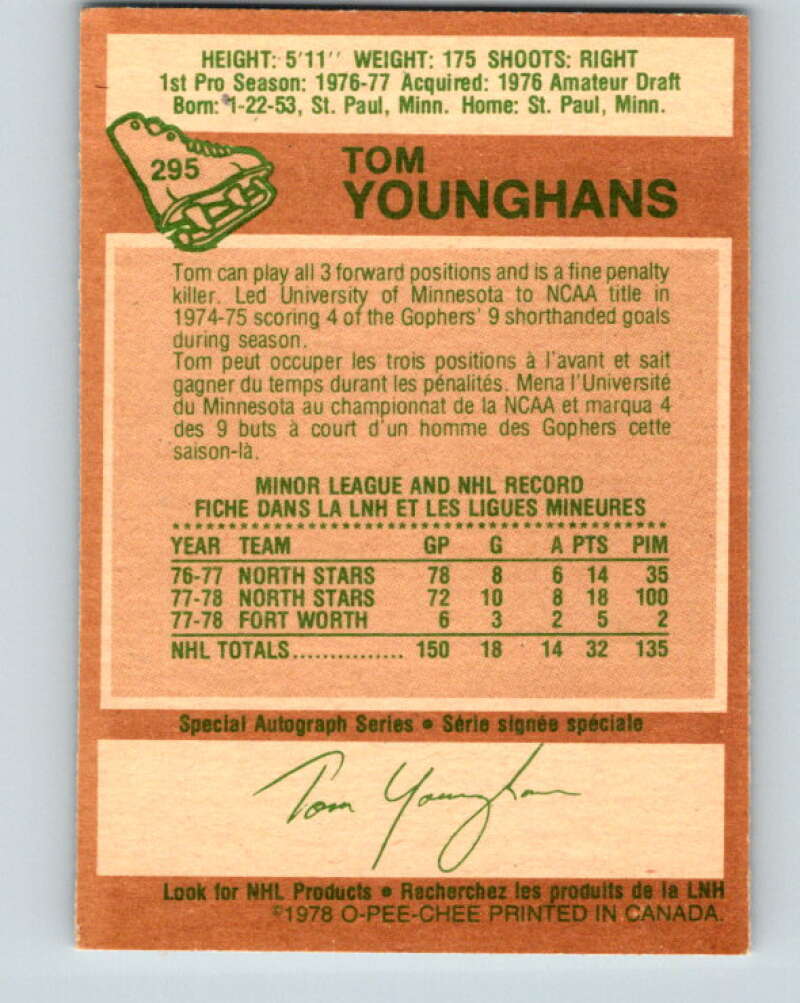 HEIGHT: 5'11'' WEIGHT: 175 SHOOTS: RIGHT
1st Pro Season: 1976-77 Acquired: 1976 Amateur Draft
Born: 1-22-53, St. Paul, Minn. Home: St. Paul, Minn.
295
TOM
YOUNGHANS
Tom can play all 3 forward positions and is a fine penalty
killer. Led University of Minnesota to NCAA title in
1974-75 scoring 4 of the Gophers' 9 shorthanded goals
during season.
Tom peut occuper les trois positions à l'avant et sait
gagner du temps durant les pénalités. Mena l'Université
du Minnesota au championnat de la NCAA et marqua 4
des 9 buts à court d'un homme des Gophers cette
saison-là.
MINOR LEAGUE AND NHL RECORD
FICHE DANS LA LNH ET LES LIGUES MINEURES
YEAR TEAM GP G A PTS PIM
76-77 NORTH STARS 78 8 6 14 35
77-78 NORTH STARS 72 10 8 18 100
77-78 FORT WORTH 6 3 2 5 2
NHL TOTALS............... 150 18 14 32 135
Special Autograph Series • Série signée spéciale
Tom Younghans
Look for NHL Products • Recherchez les produits de la LNH
©1978 O-PEE-CHEE PRINTED IN CANADA.